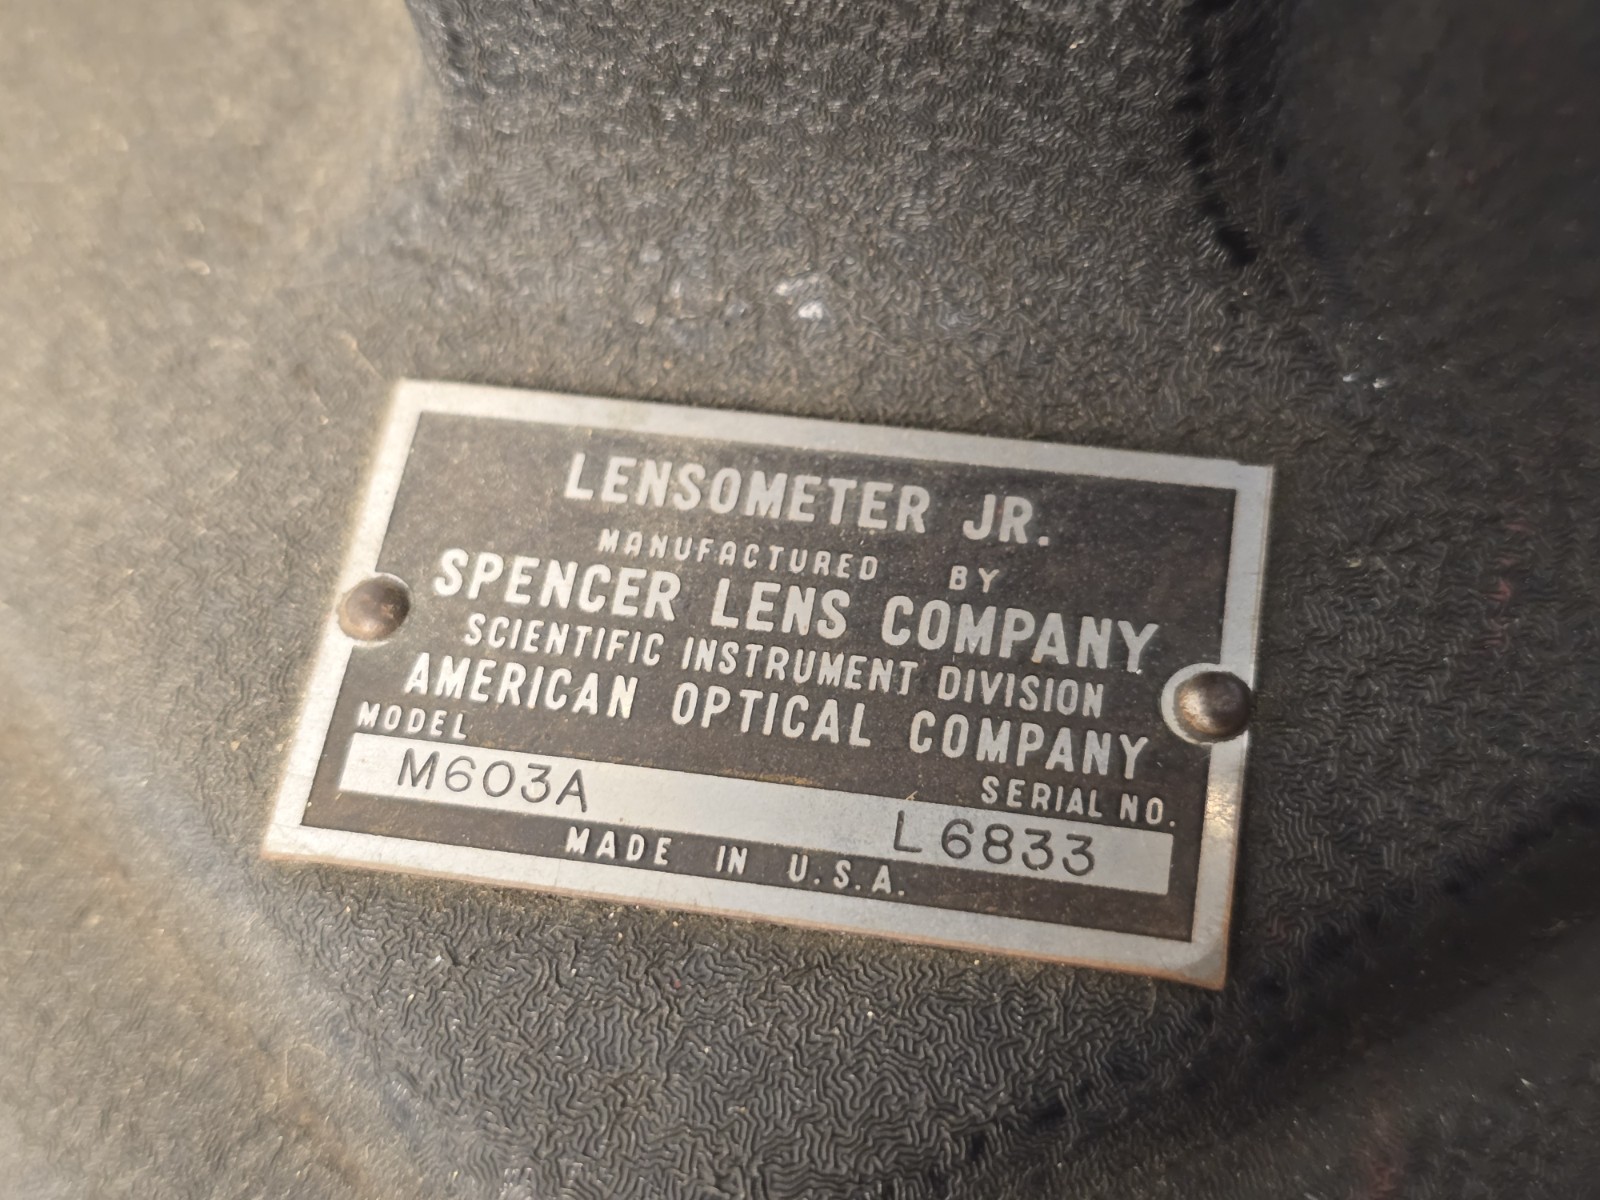 LENSOMETER JR.
MANUFACTURED BY
SPENCER LENS COMPANY
SCIENTIFIC INSTRUMENT DIVISION
AMERICAN OPTICAL COMPANY
MODEL
SERIAL NO.
M603A
L6833
MADE IN U.S.A.